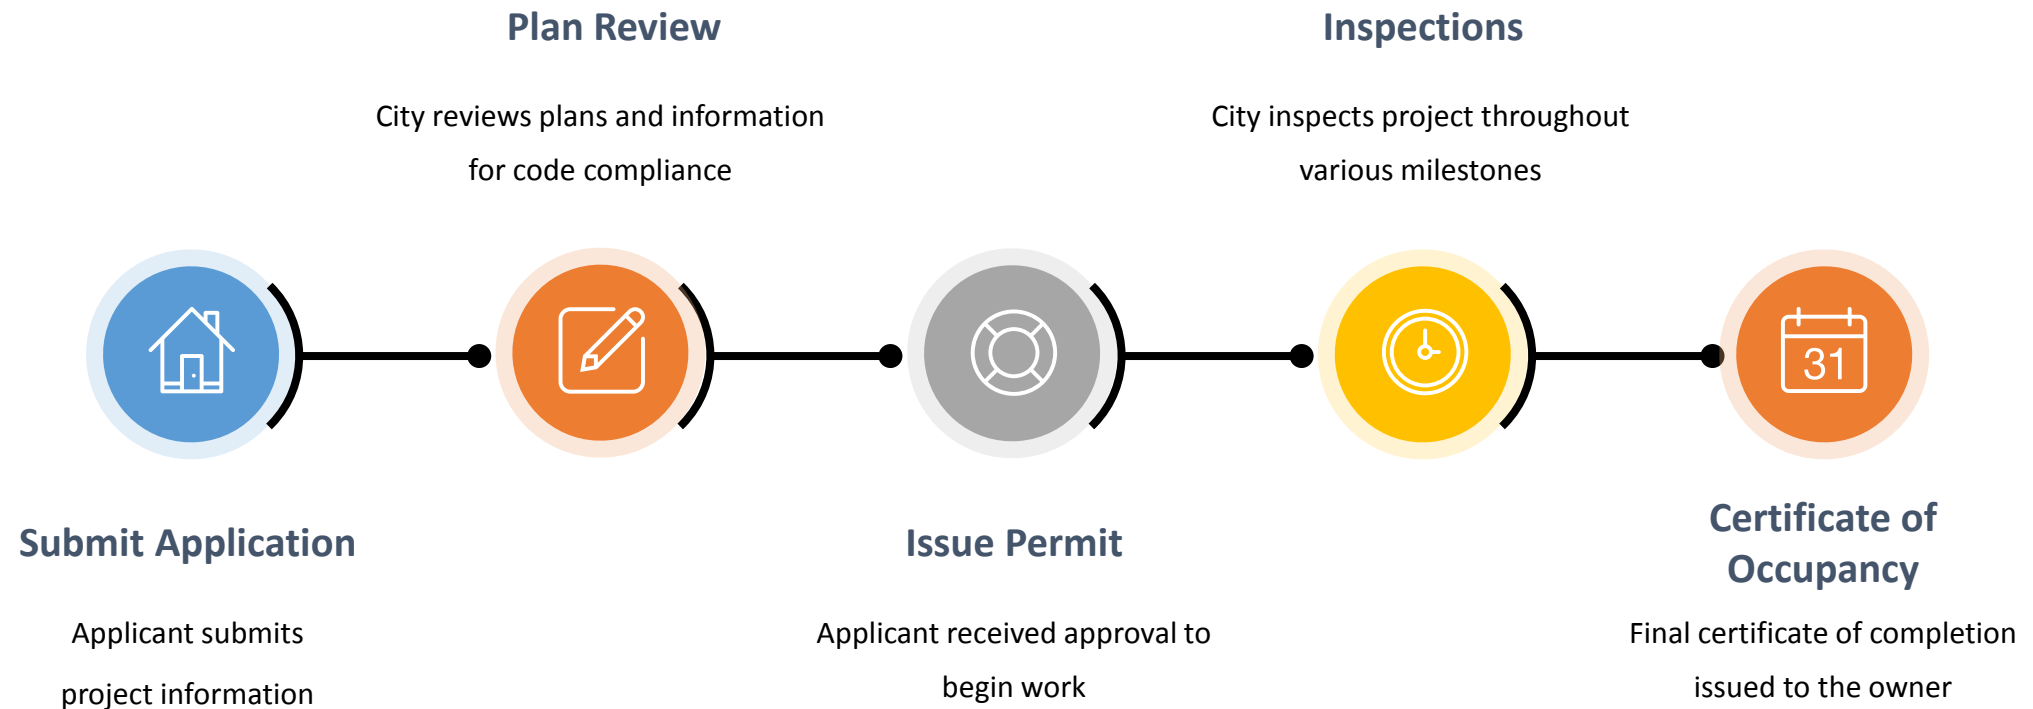 Plan Review
City reviews plans and information
for code compliance
Inspections
City inspects project throughout
various milestones
31
Submit Application
Applicant submits
project information
Issue Permit
Applicant received approval to
begin work
Certificate of
Occupancy
Final certificate of completion
issued to the owner